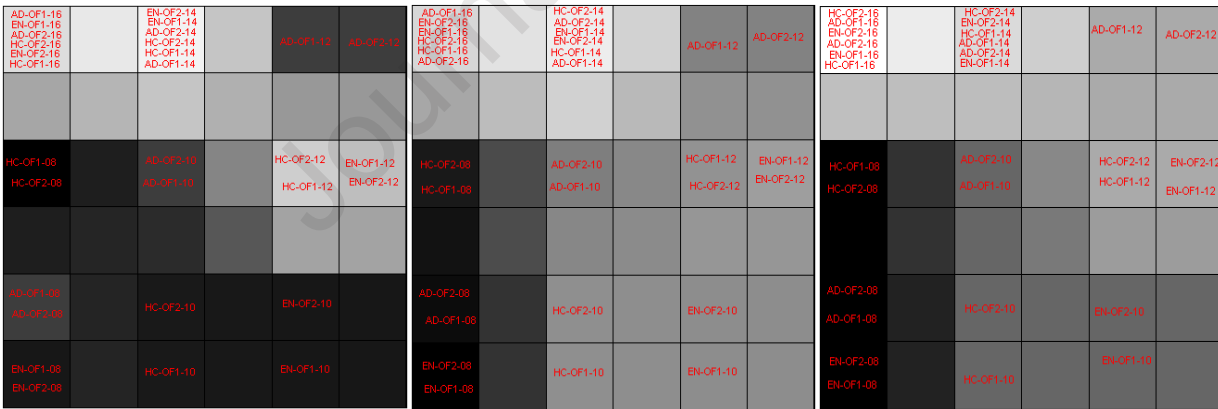 AD-OF1-16
EN-OF1-16
AD-OF2-16
HC-OF2-16
EN-OF2-16
HC-OF1-16
EN-OF2-14
EN-OF1-14
AD-OF2-14
HC-OF2-14
HC-OF1-14
AD-OF1-14
AD-OF1-12
AD-OF2-12
HC-OF1-08
HC-OF2-08
AD-OF2-10
AD-OF1-10
HC-OF2-12
HC-OF1-12
EN-OF1-12
EN-OF2-12
AD-OF1-08
AD-OF2-08
HC-OF2-10
EN-OF2-10
EN-OF1-08
EN-OF2-08
HC-OF1-10
EN-OF1-10
AD-OF1-16
EN-OF2-16
EN-OF1-16
HC-OF2-16
HC-OF1-16
AD-OF2-16
HC-OF2-14
AD-OF2-14
EN-OF1-14
EN-OF2-14
HC-OF1-14
AD-OF1-14
AD-OF1-12
AD-OF2-12
HC-OF2-08
HC-OF1-08
AD-OF2-10
AD-OF1-10
HC-OF1-12
HC-OF2-12
EN-OF1-12
EN-OF2-12
AD-OF2-08
AD-OF1-08
HC-OF2-10
EN-OF2-10
EN-OF2-08
EN-OF1-08
HC-OF1-10
EN-OF1-10
HC-OF2-16
AD-OF1-16
EN-OF2-16
AD-OF2-16
EN-OF1-16
HC-OF1-16
HC-OF2-14
EN-OF2-14
HC-OF1-14
AD-OF1-14
AD-OF2-14
EN-OF1-14
AD-OF1-12
AD-OF2-12
HC-OF1-08
HC-OF2-08
AD-OF2-10
AD-OF1-10
HC-OF2-12
HC-OF1-12
EN-OF2-12
EN-OF1-12
AD-OF2-08
AD-OF1-08
HC-OF2-10
EN-OF2-10
EN-OF2-08
EN-OF1-08
HC-OF1-10
EN-OF1-10